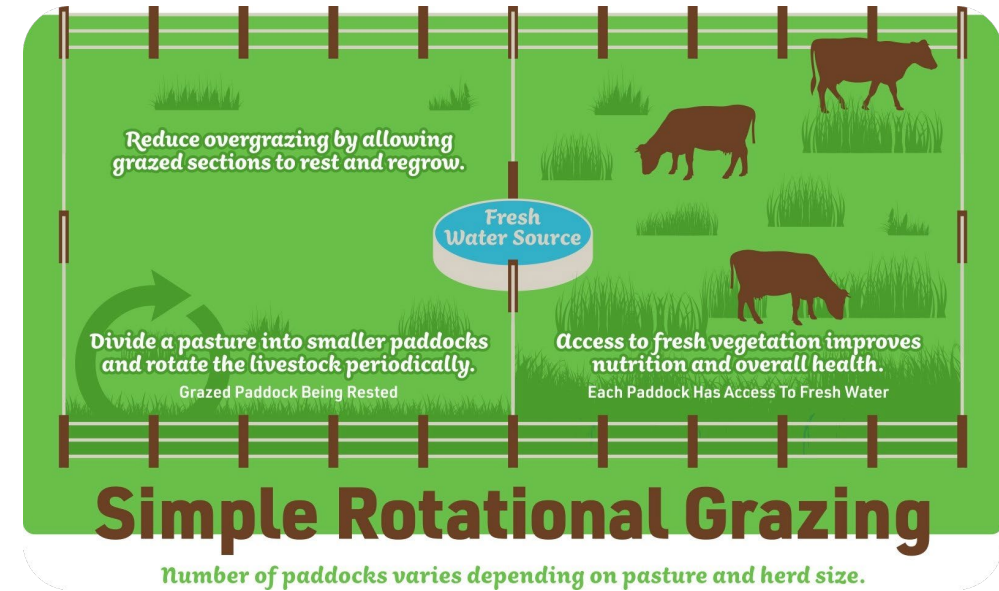 Reduce overgrazing by allowing
grazed sections to rest and regrow.
Fresh
Water Source
Divide a pasture into smaller paddocks
and rotate the livestock periodically.
Grazed Paddock Being Rested
Access to fresh vegetation improves
nutrition and overall health.
Each Paddock Has Access To Fresh Water
Simple Rotational Grazing
Number of paddocks varies depending on pasture and herd size.